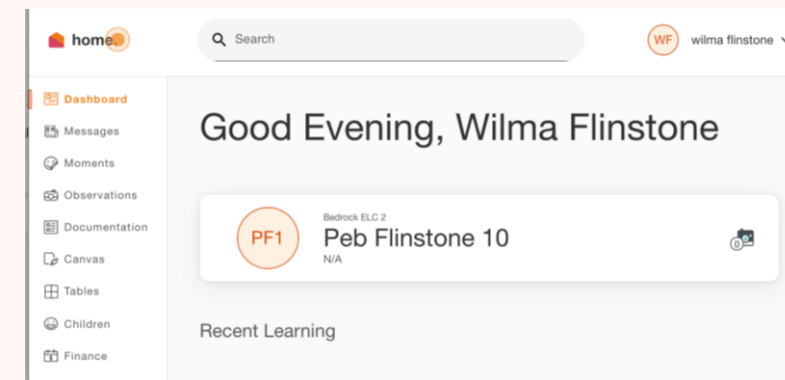 home.
Search
WF
wilma flinstone
Dashboard
Messages
Moments
Observations
Documentation
Canvas
Tables
Children
Finance
Good Evening, Wilma Flinstone
PF1
Bedrock ELC 2
Peb Flinstone 10
N/A
0
Recent Learning